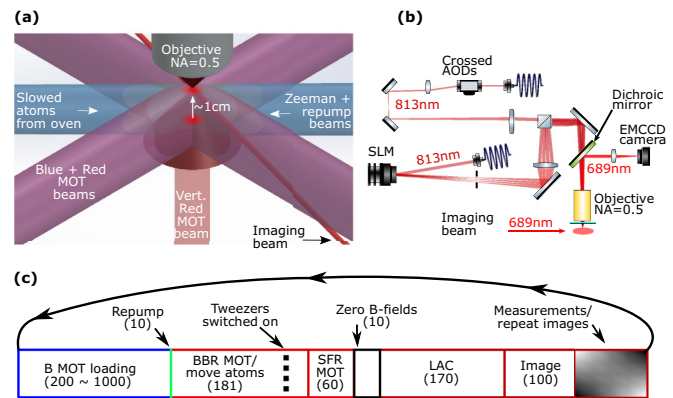 (a)
Objective
NA=0.5
~1cm
Slowed
atoms
from oven
Zeeman +
repump
beams
Blue + Red
MOT
beams
Vert.
Red
MOT
beam
Imaging
beam
(b)
Crossed
AODs
813nm
Dichroic
mirror
EMCCD
camera
SLM
813nm
689nm
Imaging
beam
689nm
Objective
NA=0.5
(c)
Repump
(10)
Tweezers
switched on
Zero B-fields
(10)
Measurements/
repeat images
B MOT loading
(200 ~ 1000)
BBR MOT/
move atoms
(181)
SFR
MOT
(60)
LAC
(170)
Image
(100)